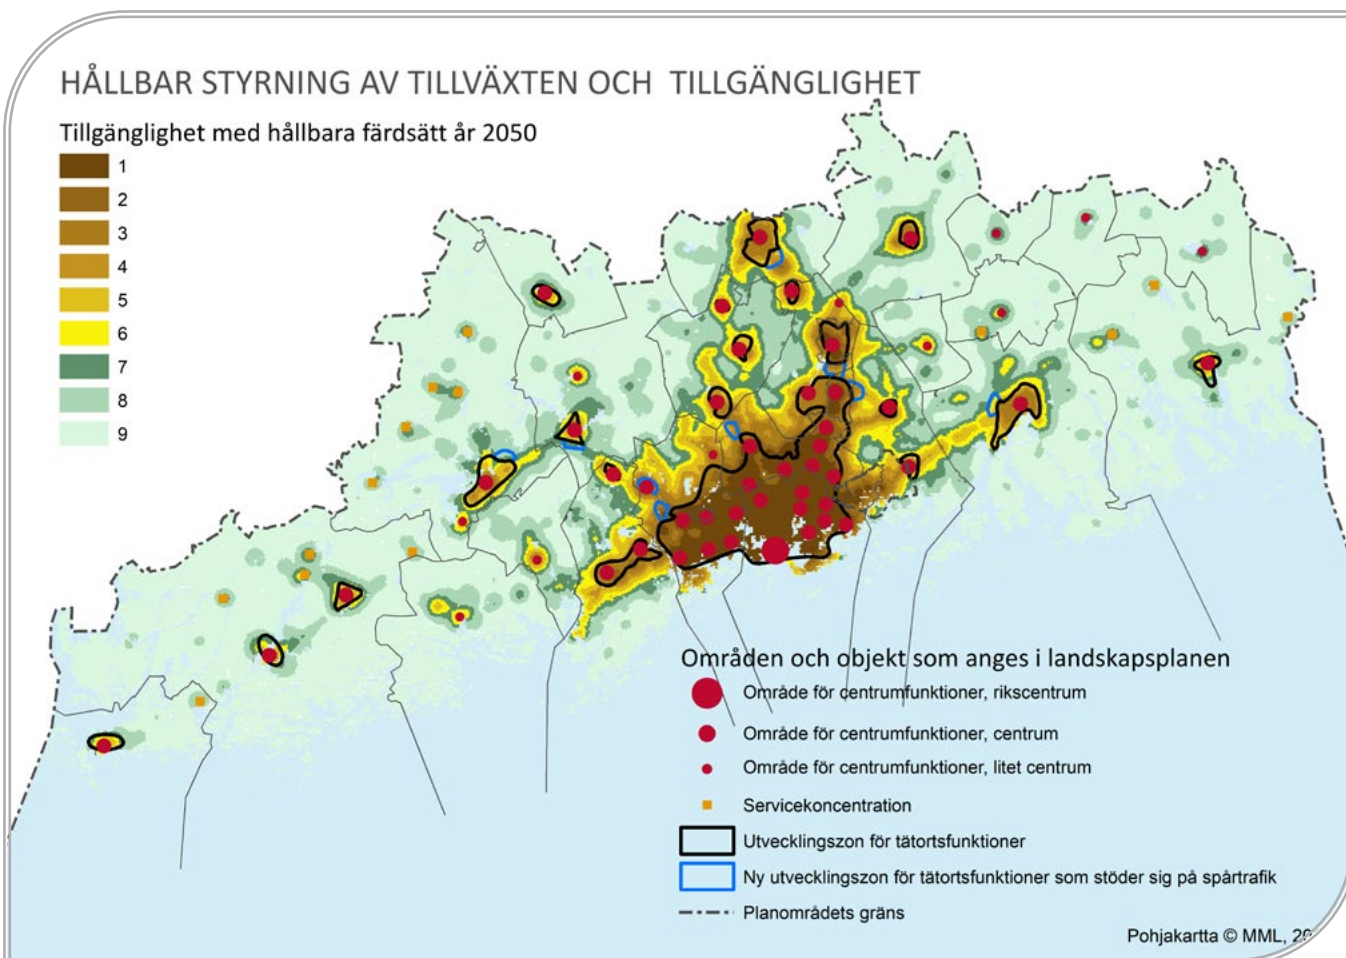 HÅLLBAR STYRNING AV TILLVÄXTEN OCH TILLGÄNGLIGHET
Tillgänglighet med hållbara färdsätt år 2050
1
2
3
4
5
6
7
8
9
Områden och objekt som anges i landskapsplanen
Område för centrumfunktioner, rikscentrum
Område för centrumfunktioner, centrum
Område för centrumfunktioner, litet centrum
Servicekoncentration
Utvecklingszon för tätortsfunktioner
Ny utvecklingszon för tätortsfunktioner som stöder sig på spårtrafik
Planområdets gräns
Pohjakartta © MML,